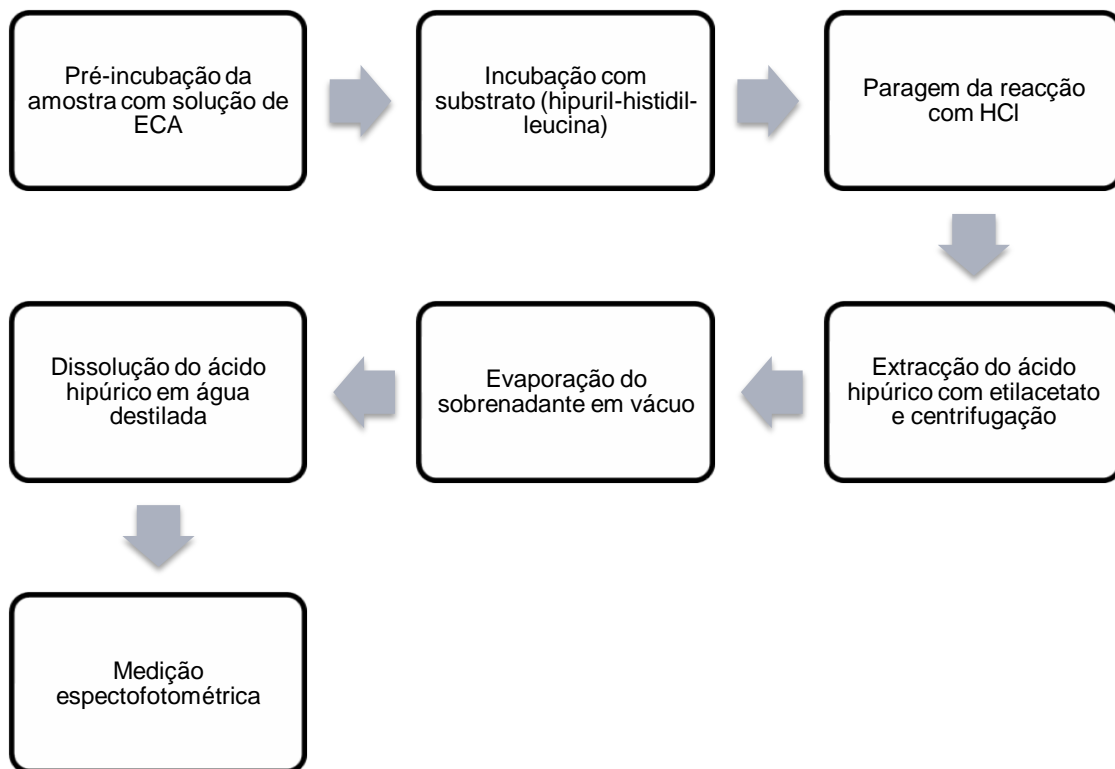 Pré-incubação da
amostra com solução de
ECA
Incubação com
substrato (hipuril-histidil-
leucina)
Paragem da reacção
com HCl
Extracção do ácido
hipúrico com etilacetato
e centrifugação
Evaporação do
sobrenadante em vácuo
Dissolução do ácido
hipúrico em água
destilada
Medição
espectofotométrica